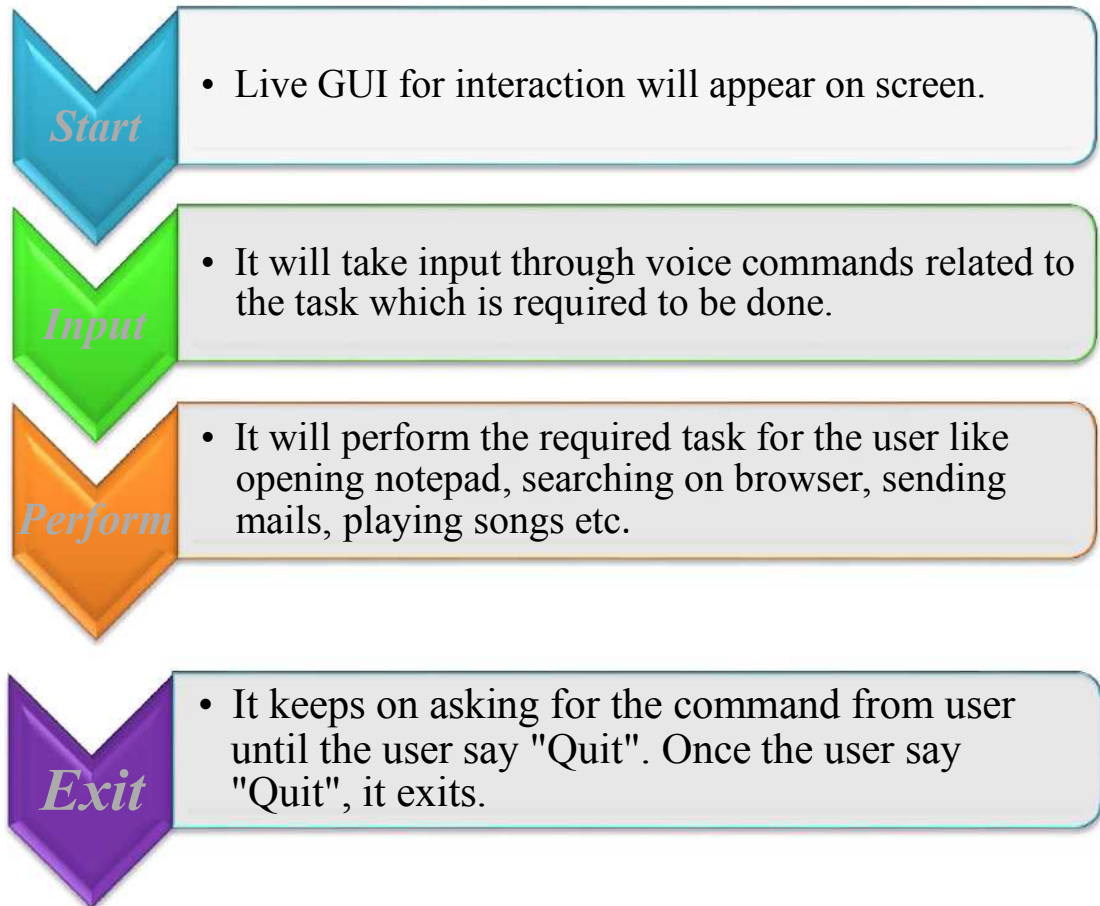 Start
• Live GUI for interaction will appear on screen.
Input
• It will take input through voice commands related to
the task which is required to be done.
Perform
• It will perform the required task for the user like
opening notepad, searching on browser, sending
mails, playing songs etc.
Exit
• It keeps on asking for the command from user
until the user say "Quit". Once the user say
"Quit", it exits.